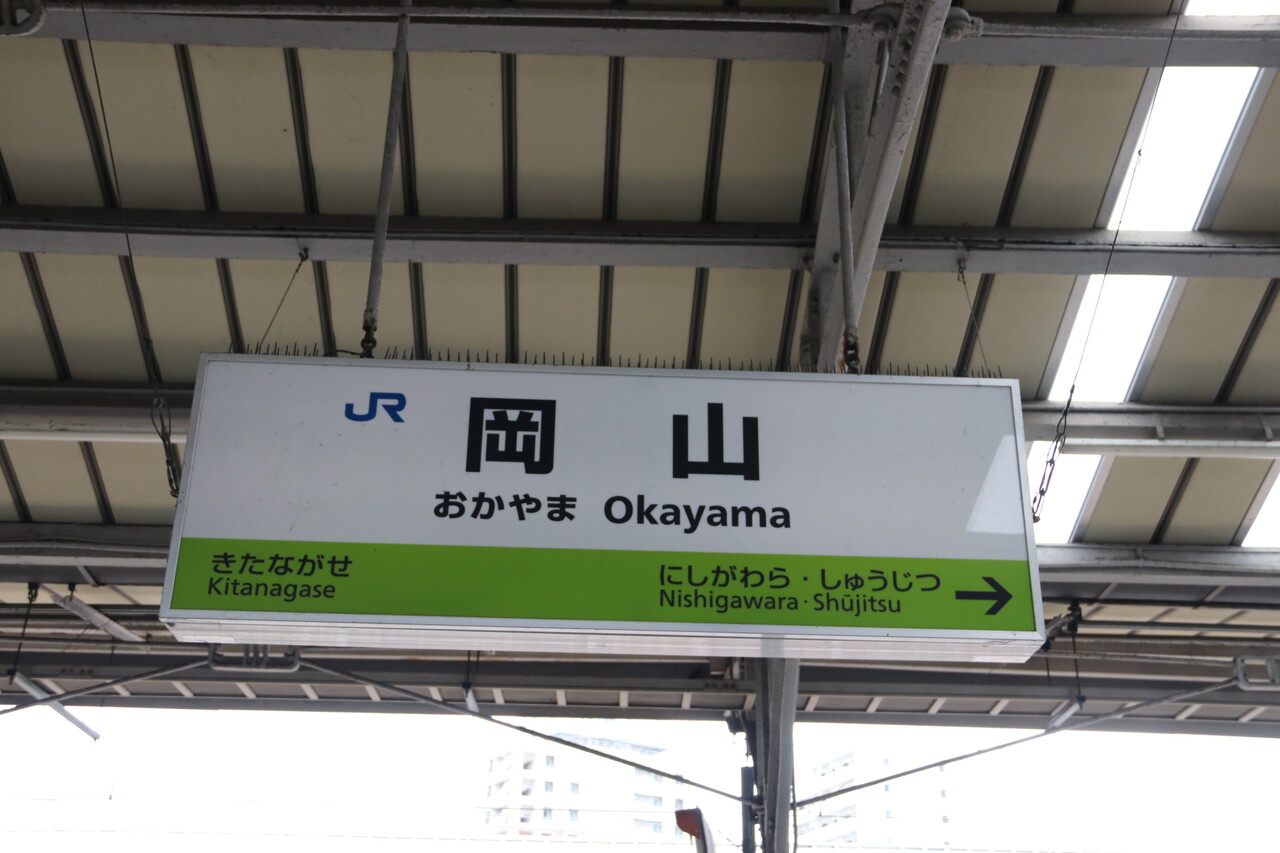 JR 岡山
おかやま Okayama
きたながせ
Kitanagase
にしがわら・しゅうじつ →
Nishigawara・Shūjitsu